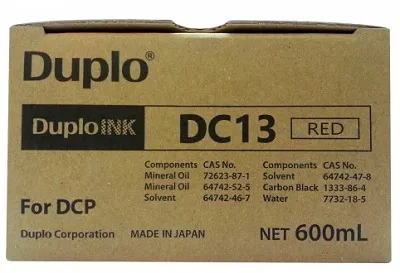 Duplo®
Duplo INK DC13 RED
Components CAS No. Components CAS No.
Mineral Oil 72623-87-1 Solvent 64742-47-8
Mineral Oil 64742-52-5 Carbon Black 1333-86-4
Solvent 64742-46-7 Water 7732-18-5
For DCP
Duplo Corporation MADE IN JAPAN NET 600mL